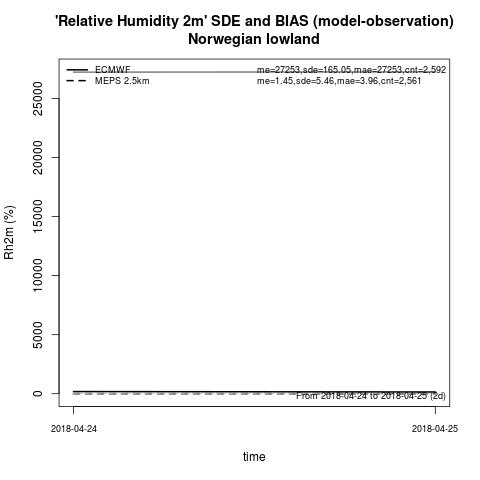 'Relative Humidity 2m' SDE and BIAS (model-observation)
Norwegian lowland
ECMWF me=27253,sde=165.05,mae=27253,cnt=2,592
MEPS 2.5km me=1.45,sde=5.46,mae=3.96,cnt=2,561
Rh2m (%)
25000
20000
15000
10000
5000
0
From 2018-04-24 to 2018-04-25 (2d)
2018-04-24 2018-04-25
time